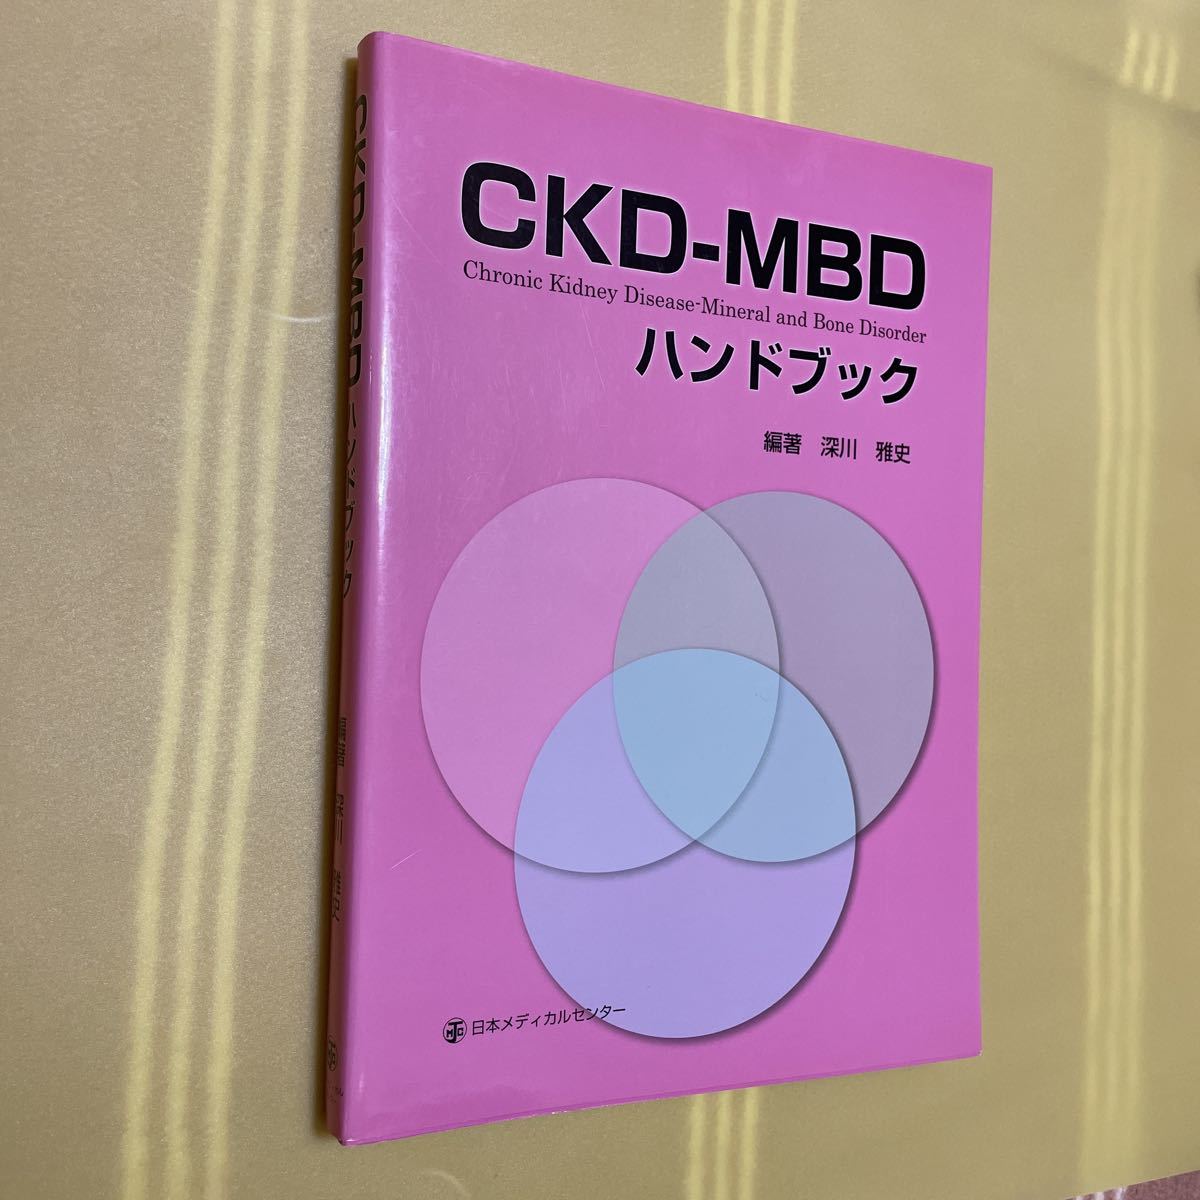 CKD-MBD
Chronic Kidney Disease-Mineral and Bone Disorder
ハンドブック
編著 深川 雅史
JMC 日本メディカルセンター
CKD-MBD ハンドブック